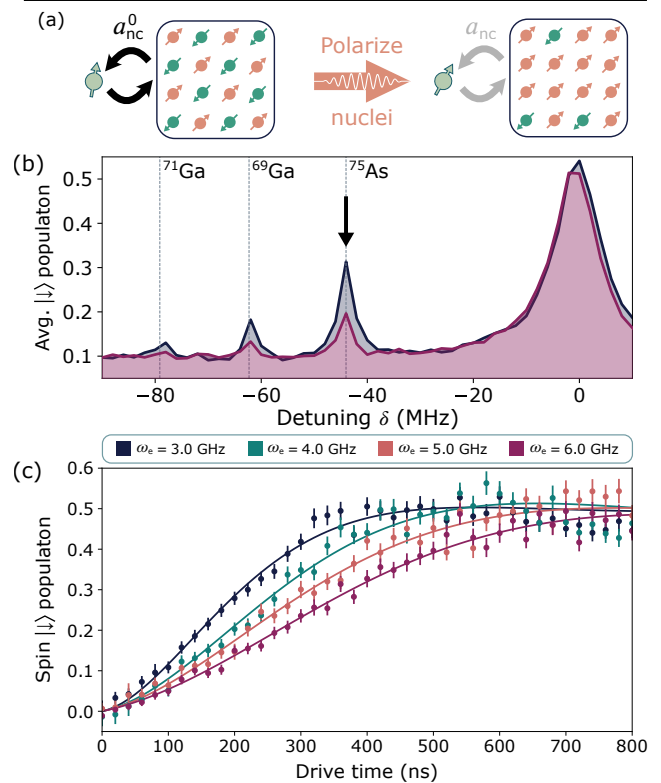 (a)
a⁰nc
Polarize
nuclei
anc
(b)
⁷¹Ga
⁶⁹Ga
⁷⁵As
Avg. |↓⟩ populaton
0.5
0.4
0.3
0.2
0.1
−80
−60
−40
−20
0
Detuning δ (MHz)
ωe = 3.0 GHz
ωe = 4.0 GHz
ωe = 5.0 GHz
ωe = 6.0 GHz
(c)
Spin |↓⟩ populaton
0.6
0.5
0.4
0.3
0.2
0.1
0.0
0
100
200
300
400
500
600
700
800
Drive time (ns)